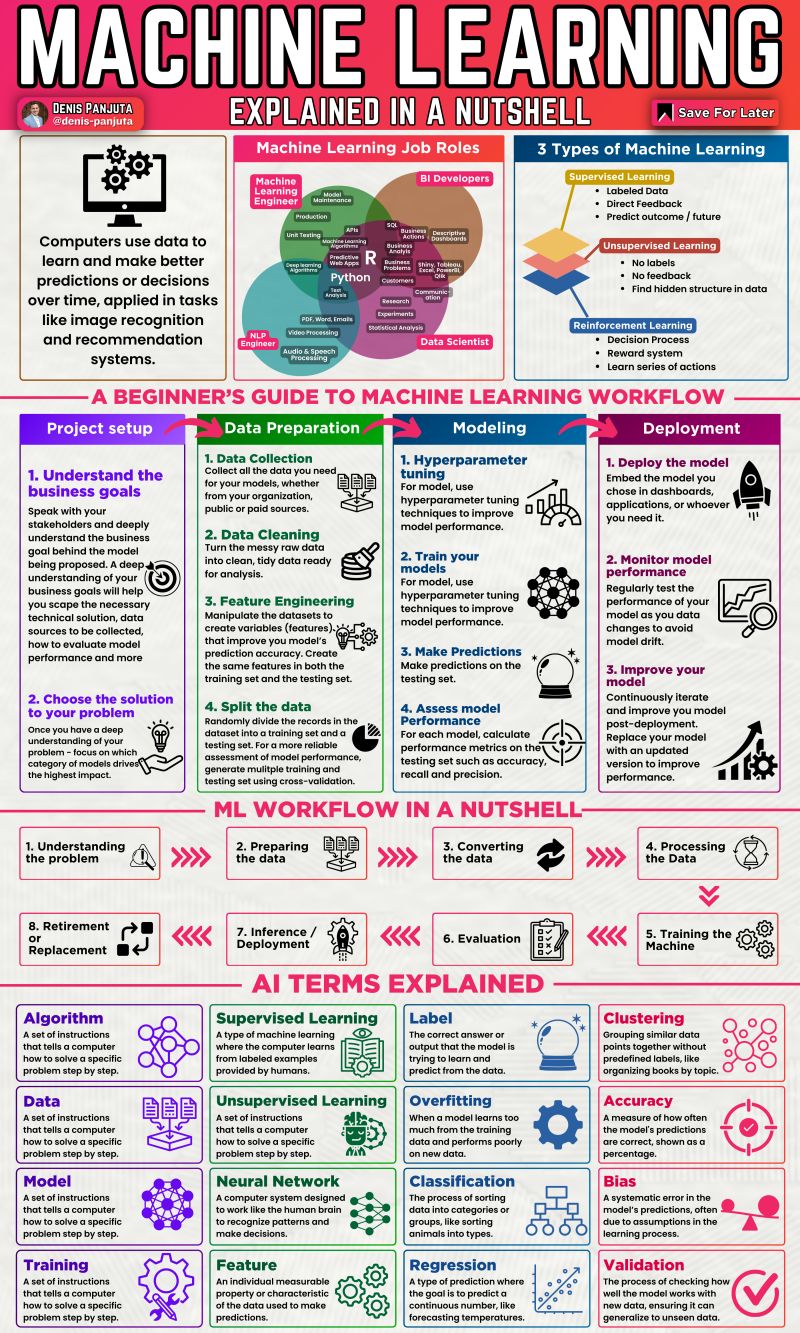 MACHINE LEARNING
EXPLAINED IN A NUTSHELL
DENIS PANJUTA
@denis-panjuta
Save For Later
Computers use data to
learn and make better
predictions or decisions
over time, applied in tasks
like image recognition
and recommendation
systems.
Machine Learning Job Roles
Machine
Learning
Engineer
BI Developers
Model
Maintenance
Production
Unit Testing
APIs
Machine Learning
Algorithms
Deep learning
Algorithms
Predictive
Web Apps
SQL
Business
Actions
Descriptive
Dashboards
Business
Analyis
R
Python
Business
Problems
Shiny, Tableau,
Excel, PowerBI,
Qlik
Customers
Text
Analysis
Communic-
ation
Research
PDF, Word, Emails
Experiments
Video Processing
Statistical Analysis
NLP
Engineer
Audio & Speech
Processing
Data Scientist
3 Types of Machine Learning
Supervised Learning
• Labeled Data
• Direct Feedback
• Predict outcome / future
Unsupervised Learning
• No labels
• No feedback
• Find hidden structure in data
Reinforcement Learning
• Decision Process
• Reward system
• Learn series of actions
A BEGINNER'S GUIDE TO MACHINE LEARNING WORKFLOW
Project setup
1. Understand the
business goals
Speak with your
stakeholders and deeply
understand the business
goal behind the model
being proposed. A deep
understanding of your
business goals will help
you scape the necessary
technical solution, data
sources to be collected,
how to evaluate model
performance and more
2. Choose the solution
to your problem
Once you have a deep
understanding of your
problem – focus on which
category of models drives
the highest impact.
Data Preparation
1. Data Collection
Collect all the data you need
for your models, whether
from your organization,
public or paid sources.
2. Data Cleaning
Turn the messy raw data
into clean, tidy data ready
for analysis.
3. Feature Engineering
Manipulate the datasets to
create variables (features)
that improve you model's
prediction accuracy. Create
the same features in both the
training set and the testing set.
4. Split the data
Randomly divide the records in the
dataset into a training set and a
testing set. For a more reliable
assessment of model performance,
generate mulitple training and
testing set using cross-validation.
Modeling
1. Hyperparameter
tuning
For model, use
hyperparameter tuning
techniques to improve
model performance.
2. Train your
models
For model, use
hyperparameter tuning
techniques to improve
model performance.
3. Make Predictions
Make predictions on the
testing set.
4. Assess model
Performance
For each model, calculate
performance metrics on the
testing set such as accuracy,
recall and precision.
Deployment
1. Deploy the model
Embed the model you
chose in dashboards,
applications, or whoever
you need it.
2. Monitor model
performance
Regularly test the
performance of your
model as you data
changes to avoid
model drift.
3. Improve your
model
Continuously iterate
and improve you model
post-deployment.
Replace your model
with an updated
version to improve
performance.
ML WORKFLOW IN A NUTSHELL
1. Understanding
the problem
2. Preparing
the data
3. Converting
the data
4. Processing
the Data
8. Retirement
or
Replacement
7. Inference /
Deployment
6. Evaluation
5. Training the
Machine
AI TERMS EXPLAINED
Algorithm
A set of instructions
that tells a computer
how to solve a specific
problem step by step.
Supervised Learning
A type of machine learning
where the computer learns
from labeled examples
provided by humans.
Label
The correct answer or
output that the model is
trying to learn and
predict from the data.
Clustering
Grouping similar data
points together without
predefined labels, like
organizing books by topic.
Data
A set of instructions
that tells a computer
how to solve a specific
problem step by step.
Unsupervised Learning
A set of instructions
that tells a computer
how to solve a specific
problem step by step.
Overfitting
When a model learns too
much from the training
data and performs poorly
on new data.
Accuracy
A measure of how often
the model's predictions
are correct, shown as a
percentage.
Model
A set of instructions
that tells a computer
how to solve a specific
problem step by step.
Neural Network
A computer system designed
to work like the human brain
to recognize patterns and
make decisions.
Classification
The process of sorting
data into categories or
groups, like sorting
animals into types.
Bias
A systematic error in the
model's predictions, often
due to assumptions in the
learning process.
Training
A set of instructions
that tells a computer
how to solve a specific
problem step by step.
Feature
An individual measurable
property or characteristic
of the data used to make
predictions.
Regression
A type of prediction where
the goal is to predict a
continuous number, like
forecasting temperatures.
Validation
The process of checking how
well the model works with
new data, ensuring it can
generalize to unseen data.